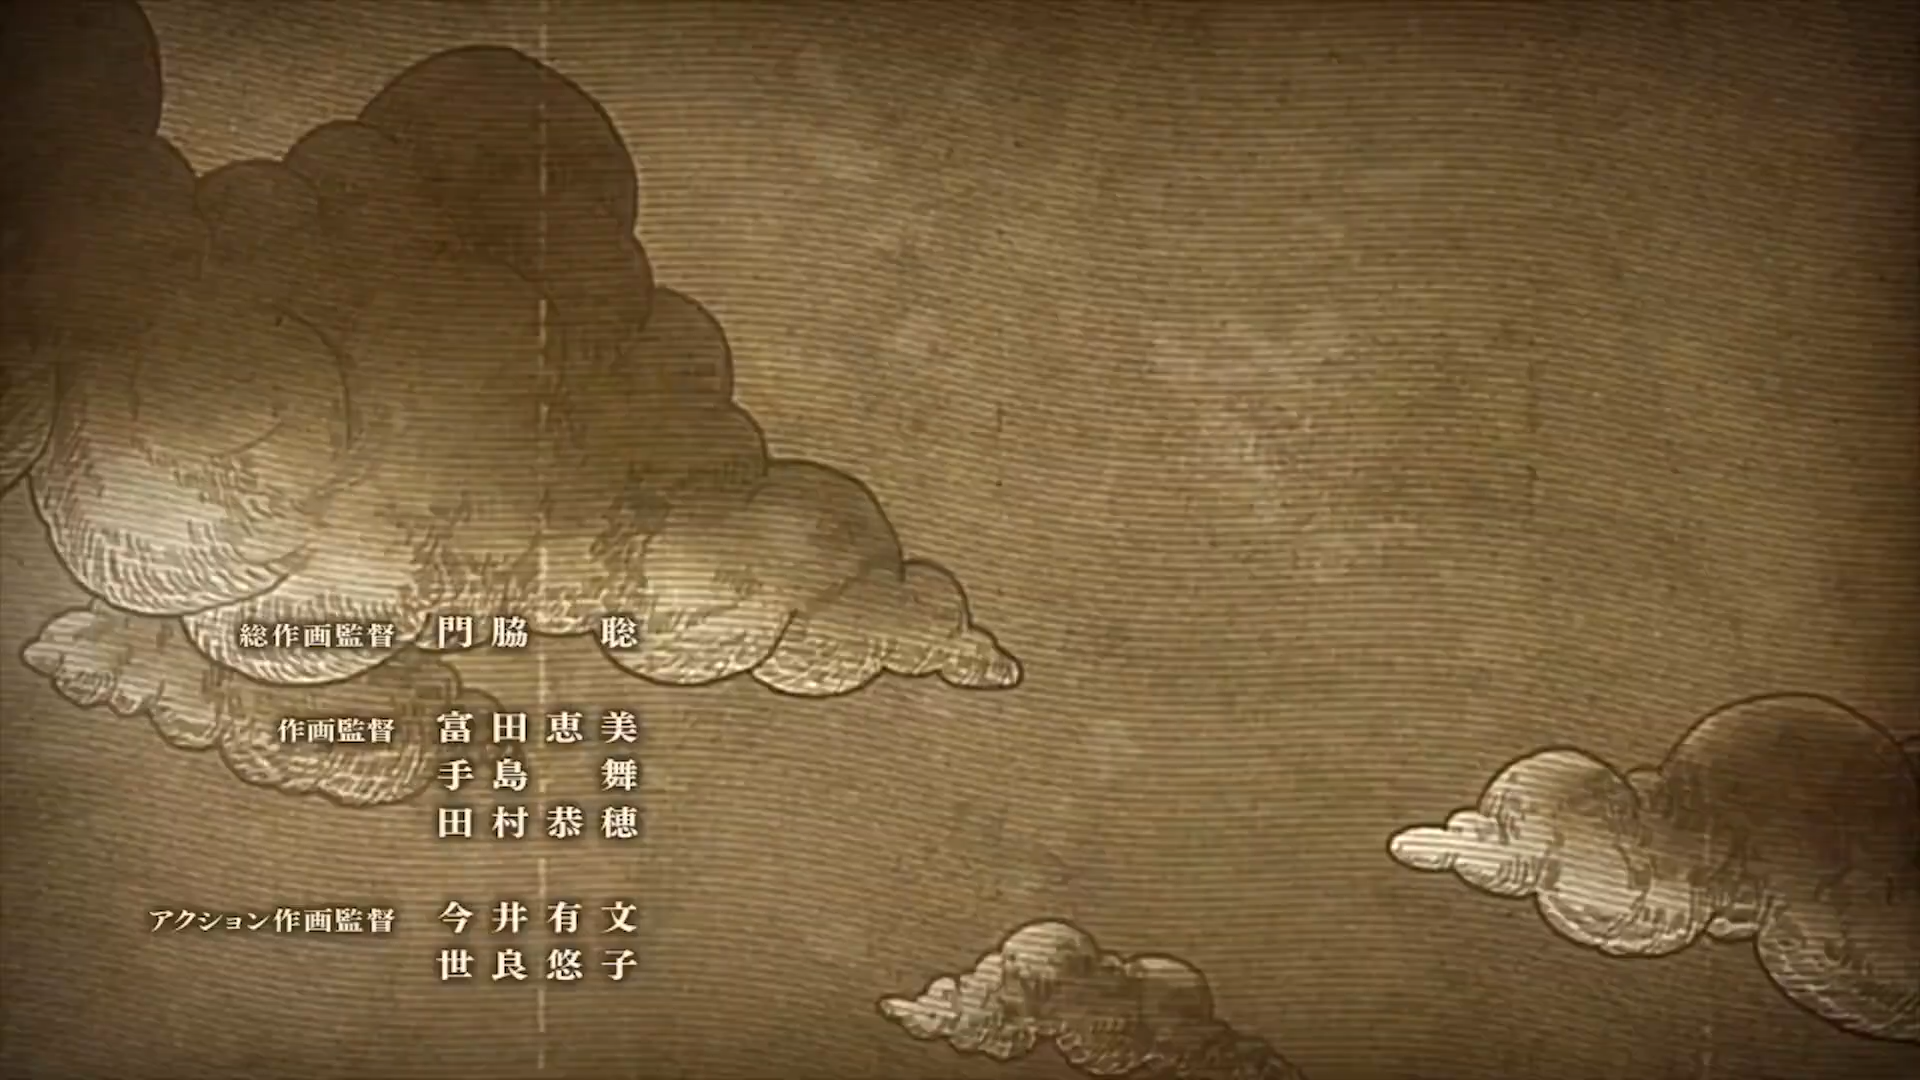 総作画監督 門脇 聡
作画監督 富田恵美
手島 舞
田村恭穂
アクション作画監督 今井有文
世良悠子